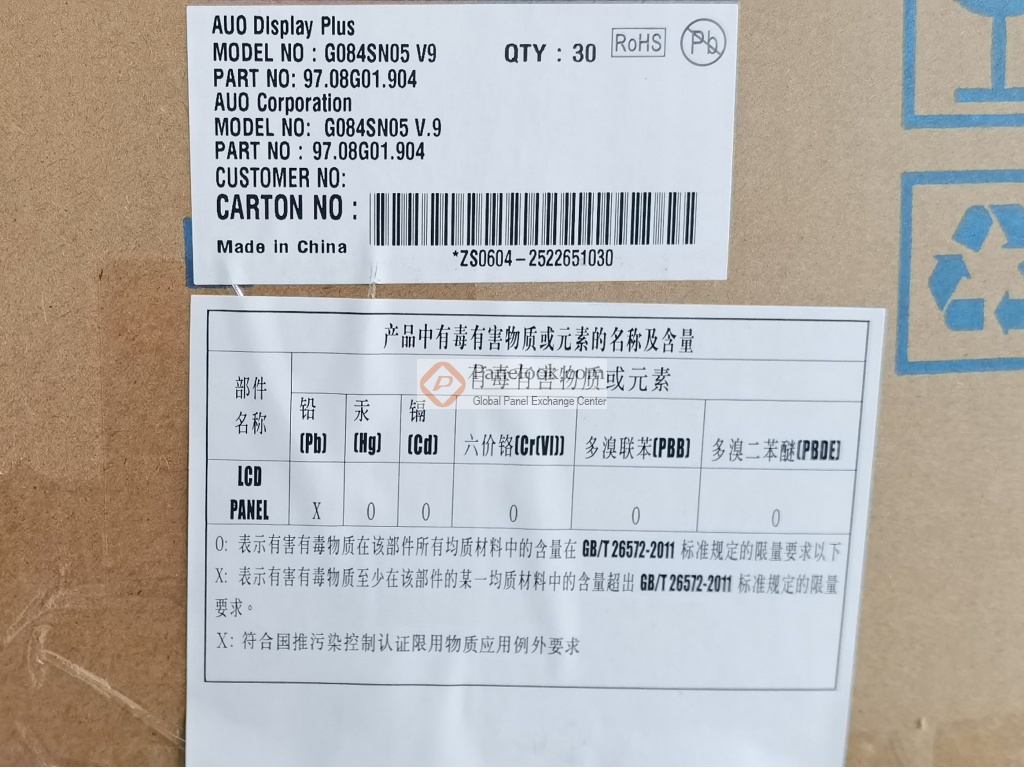 AUO Display Plus
MODEL NO : G084SN05 V9
QTY : 30
RoHS
Pb
PART NO: 97.08G01.904
AUO Corporation
MODEL NO: G084SN05 V.9
PART NO : 97.08G01.904
CUSTOMER NO:
CARTON NO :
Made in China
*ZS0604-2522651030
产品中有毒有害物质或元素的名称及含量
部件名称
有毒有害物质或元素
Panelook.com
Global Panel Exchange Center
铅(Pb) 汞(Hg) 镉(Cd) 六价铬(Cr(VI)) 多溴联苯(PBB) 多溴二苯醚(PBDE)
LCD PANEL X O O O O O
O: 表示有害有毒物质在该部件所有均质材料中的含量在 GB/T 26572-2011 标准规定的限量要求以下
X: 表示有害有毒物质至少在该部件的某一均质材料中的含量超出 GB/T 26572-2011 标准规定的限量
要求。
X: 符合国推污染控制认证限用物质应用例外要求